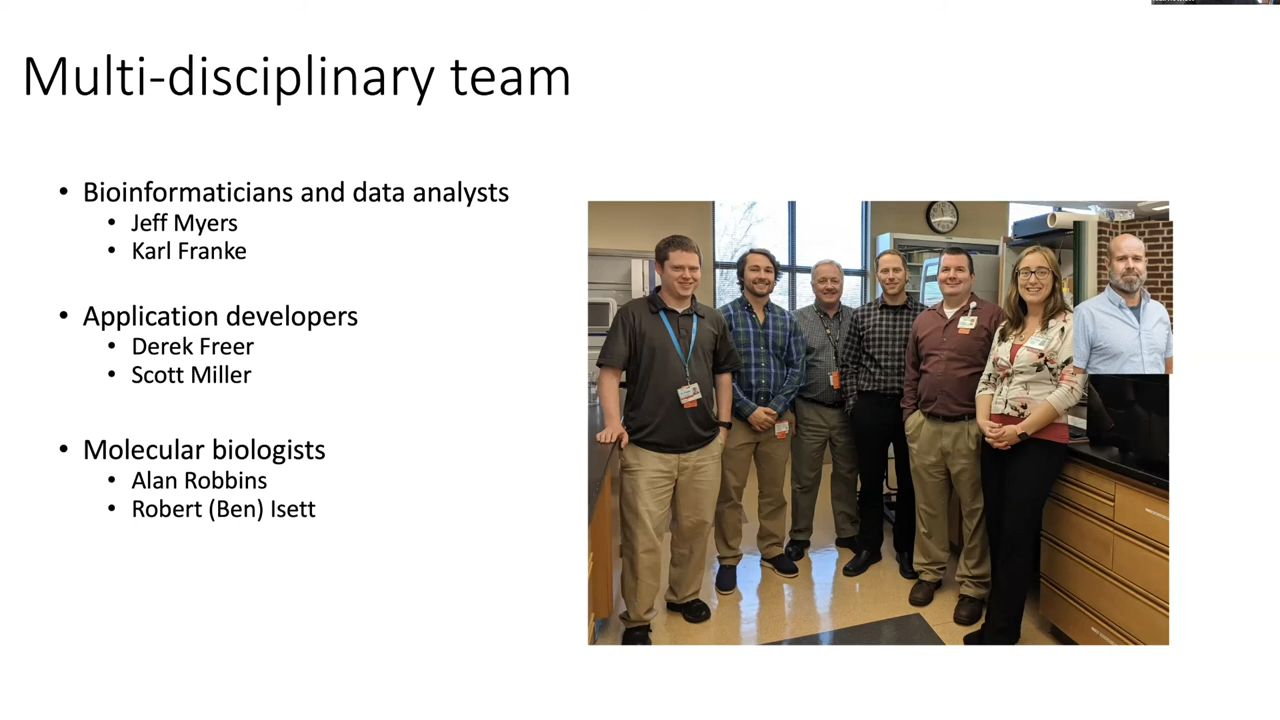 Multi-disciplinary team
• Bioinformaticians and data analysts
• Jeff Myers
• Karl Franke
• Application developers
• Derek Freer
• Scott Miller
• Molecular biologists
• Alan Robbins
• Robert (Ben) Isett